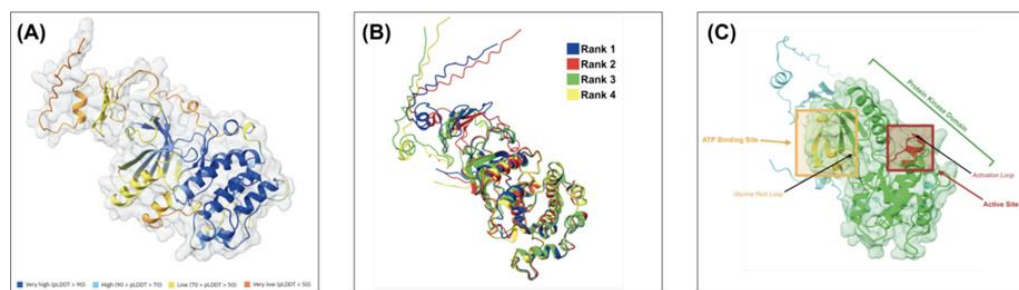 (A)
Very high (pLDDT > 90)
High (90 > pLDDT > 70)
Low (70 > pLDDT > 50)
Very low (pLDDT < 50)
(B)
Rank 1
Rank 2
Rank 3
Rank 4
(C)
Protein Kinase Domain
ATP Binding Site
Glycine Rich Loop
Activation Loop
Active Site